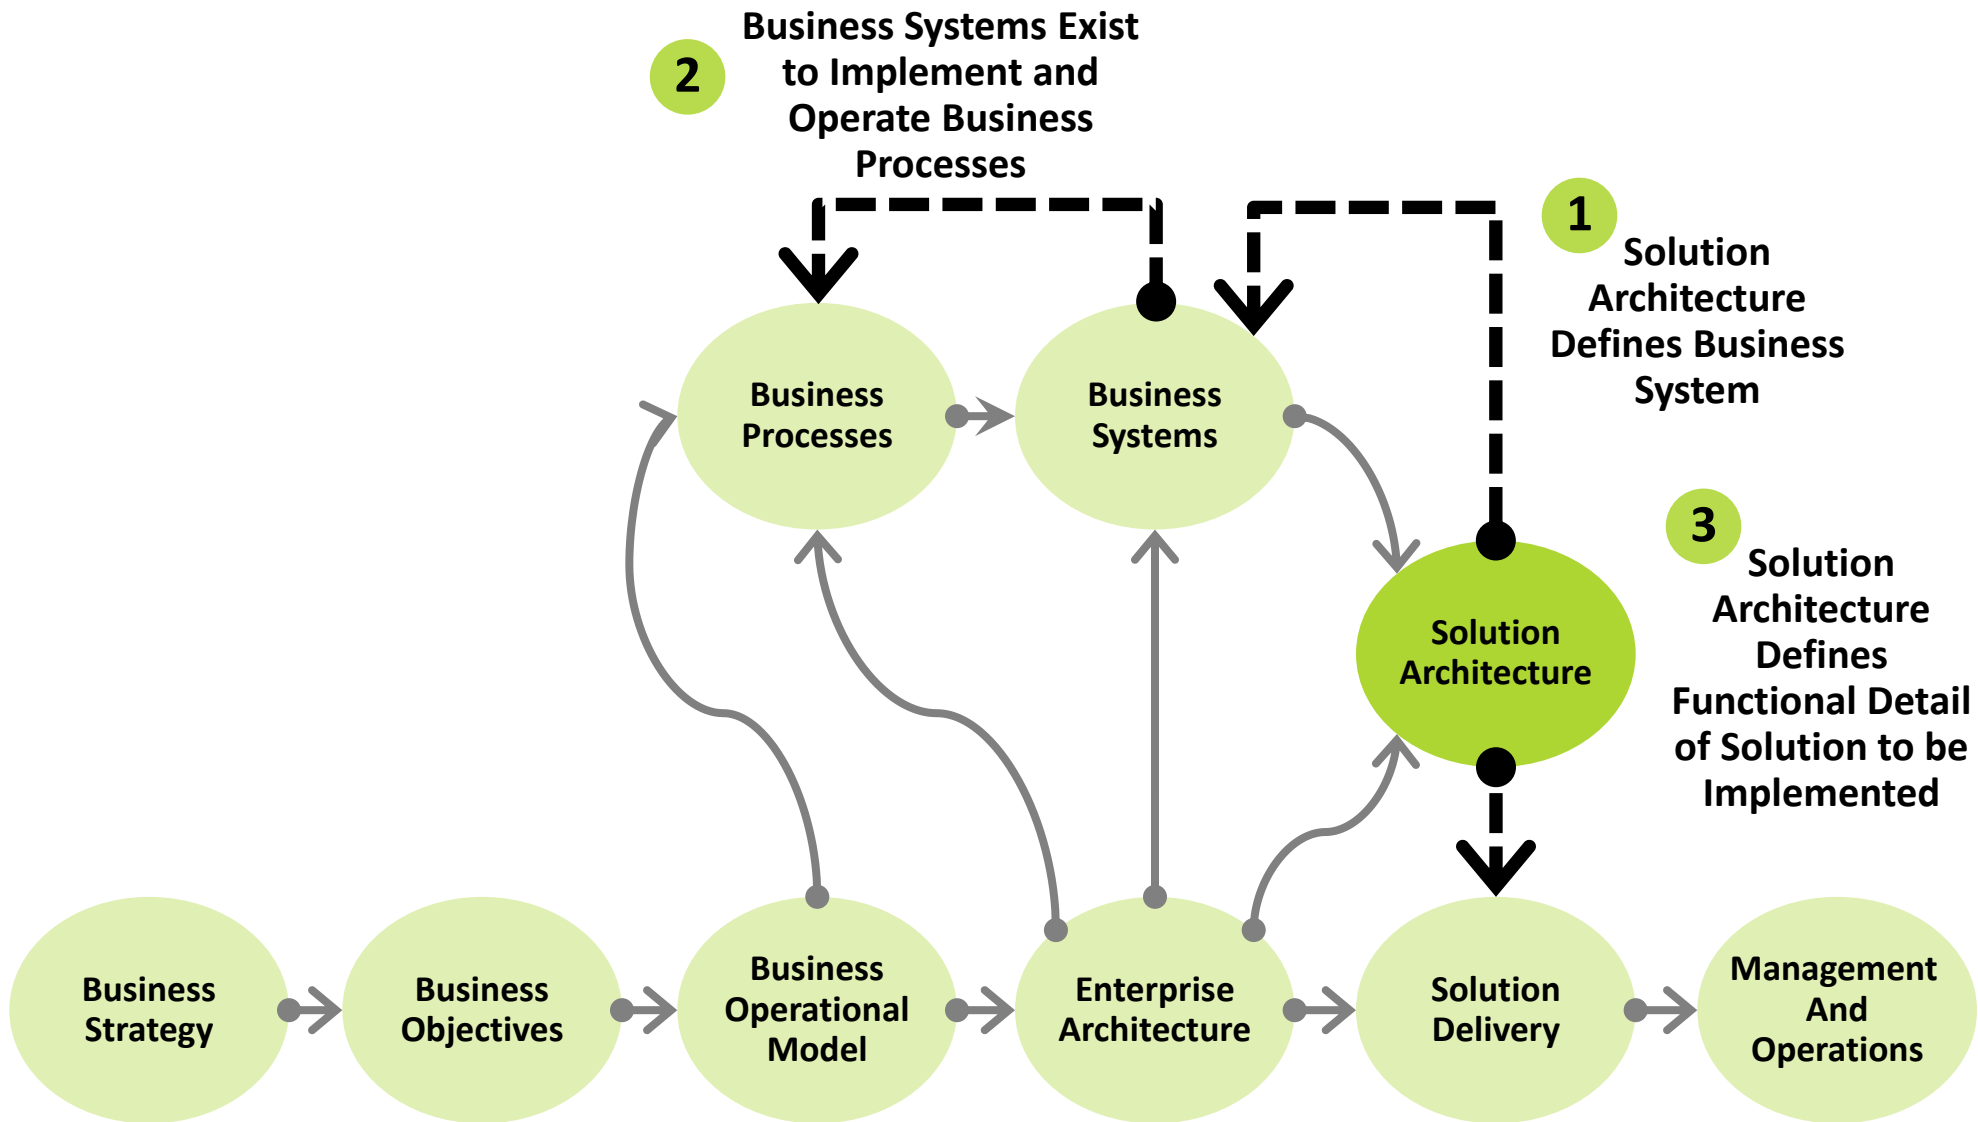 2
Business Systems Exist
to Implement and
Operate Business
Processes
1
Solution
Architecture
Defines Business
System
Business
Processes
Business
Systems
3
Solution
Architecture
Defines
Functional Detail
of Solution to be
Implemented
Solution
Architecture
Business
Strategy
Business
Objectives
Business
Operational
Model
Enterprise
Architecture
Solution
Delivery
Management
And
Operations